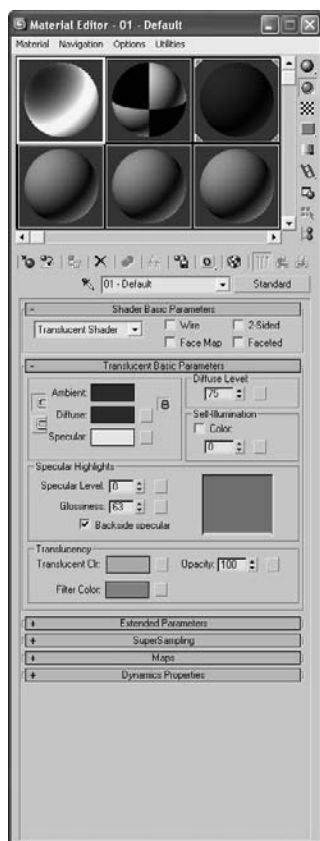 Material Editor - 01 - Default
Material Navigation Options Utilities
01 - Default Standard
- Shader Basic Parameters
Translucent Shader Wire 2-Sided
Face Map Faceted
- Translucent Basic Parameters
Ambient:
Diffuse:
Specular:
Diffuse Level:
75
Self-Illumination
Color:
0
Specular Highlights
Specular Level: 0
Glossiness: 63
Backside specular
Translucency
Translucent Clr: Opacity: 100
Filter Color:
+ Extended Parameters
+ SuperSampling
+ Maps
+ Dynamics Properties